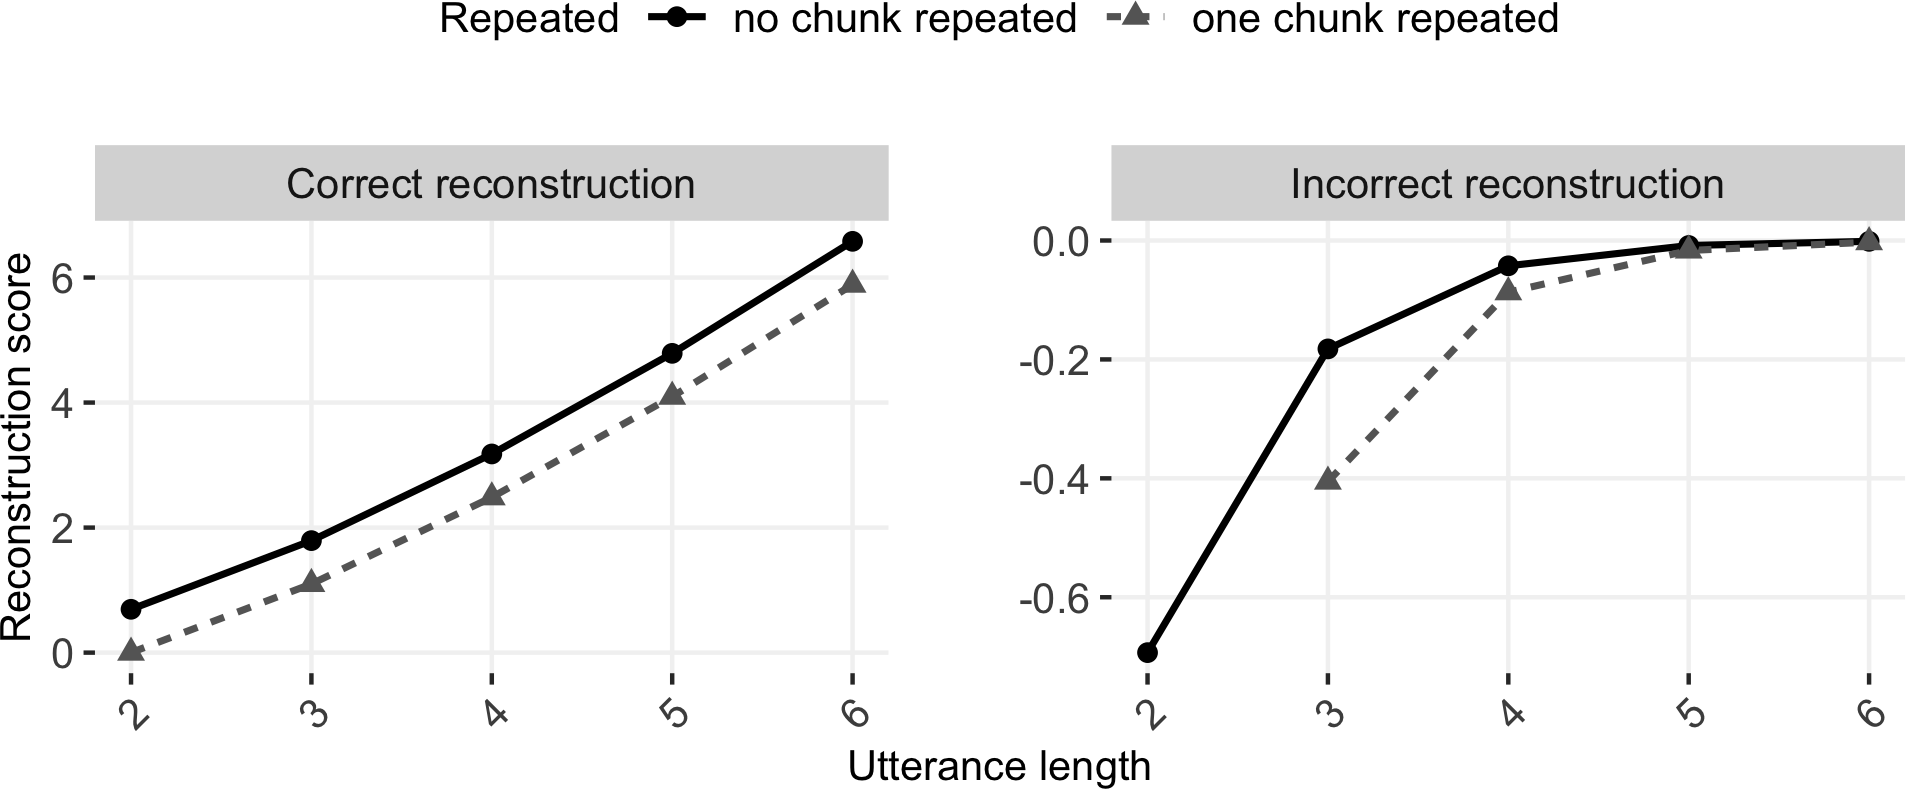 Repeated no chunk repeated one chunk repeated
Correct reconstruction
Incorrect reconstruction
Reconstruction score
6
4
2
0
0.0
-0.2
-0.4
-0.6
2 3 4 5 6
2 3 4 5 6
Utterance length